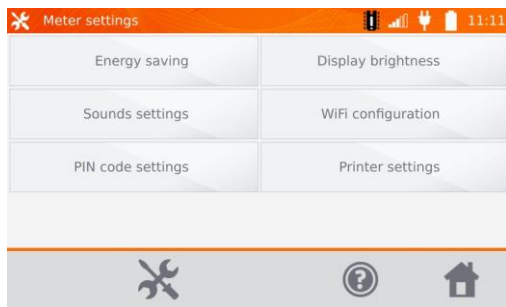 Meter settings 11:11
Energy saving Display brightness
Sounds settings WiFi configuration
PIN code settings Printer settings